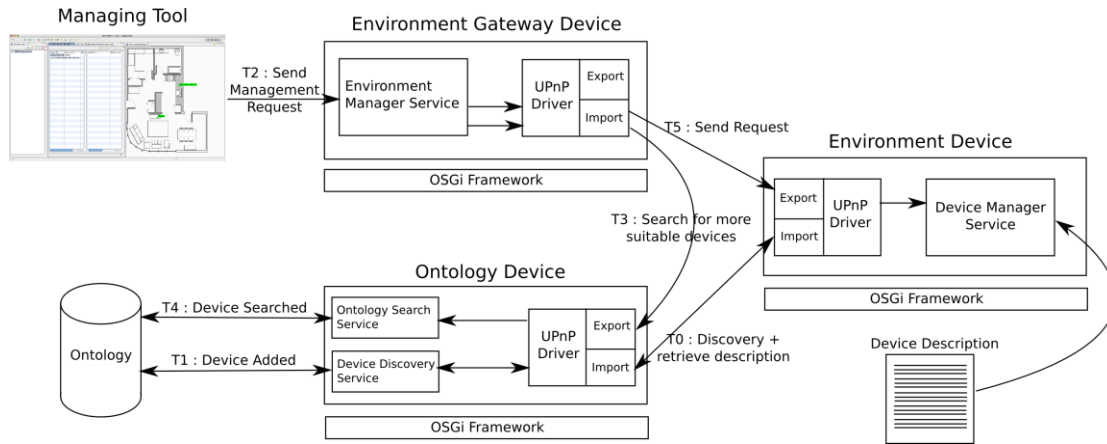 Managing Tool
Environment Gateway Device
T2 : Send
Management
Request
Environment
Manager Service
UPnP
Driver
Export
Import
OSGi Framework
T5 : Send Request
Environment Device
Export
Import
UPnP
Driver
Device Manager
Service
OSGi Framework
T3 : Search for more
suitable devices
Ontology Device
Ontology
T4 : Device Searched
T1 : Device Added
Ontology Search
Service
Device Discovery
Service
UPnP
Driver
Export
Import
OSGi Framework
T0 : Discovery +
retrieve description
Device Description